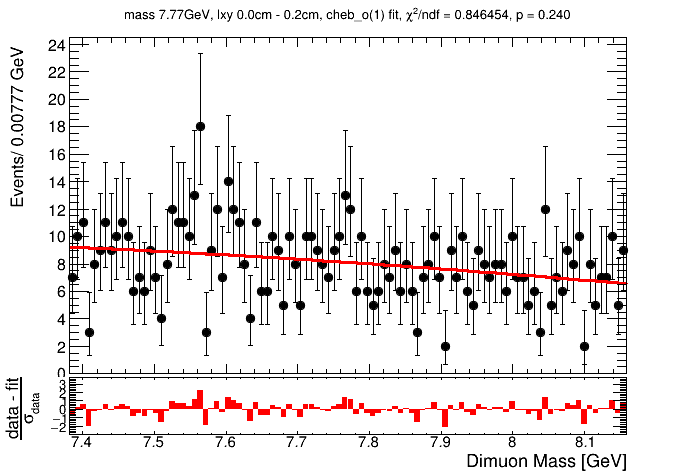 mass 7.77GeV, lxy 0.0cm - 0.2cm, cheb_o(1) fit, χ²/ndf = 0.846454, p = 0.240
Events/ 0.00777 GeV
24
22
20
18
16
14
12
10
8
6
4
2
0
data - fit
σdata
3
2
0
−2
7.4 7.5 7.6 7.7 7.8 7.9 8 8.1
Dimuon Mass [GeV]